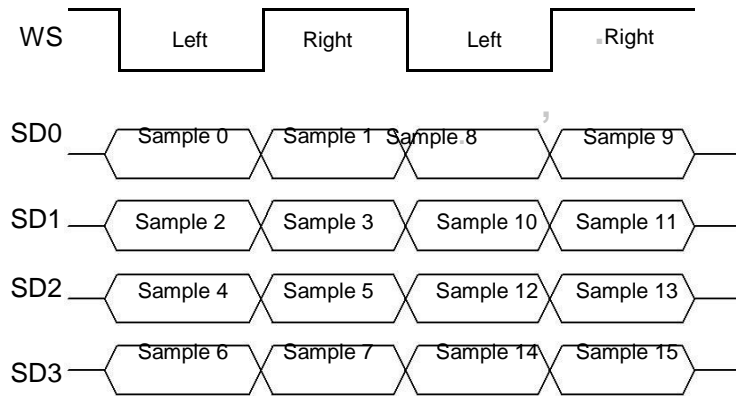 WS Left Right Left Right
SD0 Sample 0 Sample 1 Sample 8 Sample 9
SD1 Sample 2 Sample 3 Sample 10 Sample 11
SD2 Sample 4 Sample 5 Sample 12 Sample 13
SD3 Sample 6 Sample 7 Sample 14 Sample 15